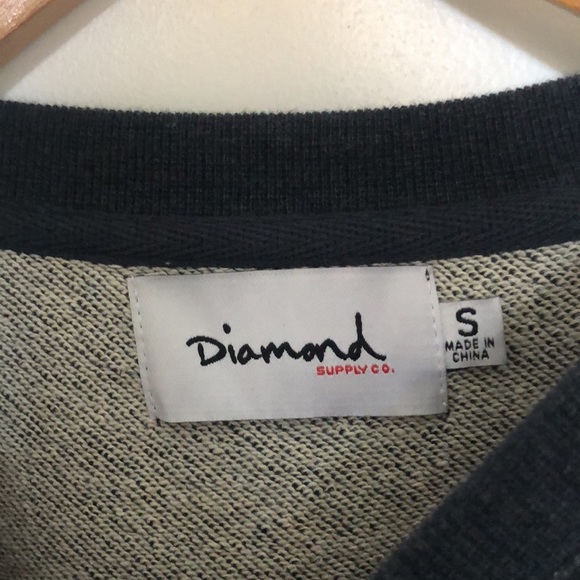 Diamond
SUPPLY CO.
S
MADE IN
CHINA